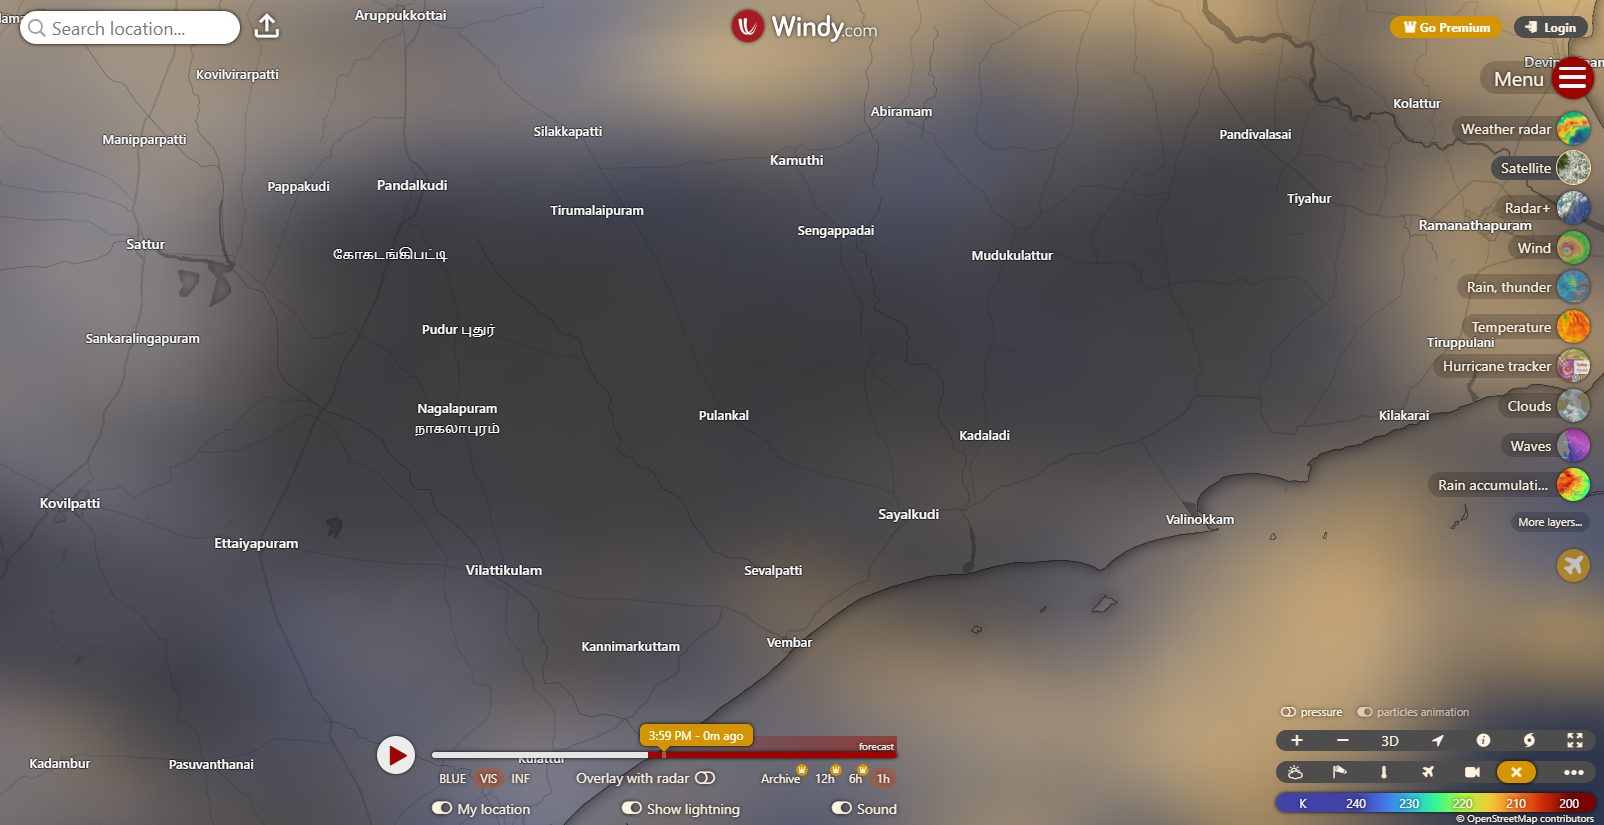 Aruppukkottai
Search location...
Windy.com
Go Premium
Login
Kovilvirarpatti
Menu
Kolattur
Abiramam
Manipparpatti
Silakkapatti
Pandivalasai
Weather radar
Kamuthi
Satellite
Pappakudi
Pandalkudi
Tirumalaipuram
Tiyahur
Radar+
Ramanathapuram
Sattur
Sengappadai
Wind
கோகடங்கிபட்டி
Mudukulattur
Rain, thunder
Pudur புதுர்
Temperature
Sankaralingapuram
Tiruppulani
Hurricane tracker
Nagalapuram
நாகலாபுரம்
Pulankal
Clouds
Kilakarai
Kadaladi
Waves
Rain accumulati...
Kovilpatti
Sayalkudi
Valinokkam
More layers...
Ettaiyapuram
Vilattikulam
Sevalpatti
Kannimarkuttam
Vembar
pressure
particles animation
3:59 PM - 0m ago
forecast
3D
Kulattur
Kadambur
Pasuvanthanai
BLUE VIS INF
Overlay with radar
Archive 12h 6h 1h
My location
Show lightning
Sound
K 240 230 220 210 200
© OpenStreetMap contributors